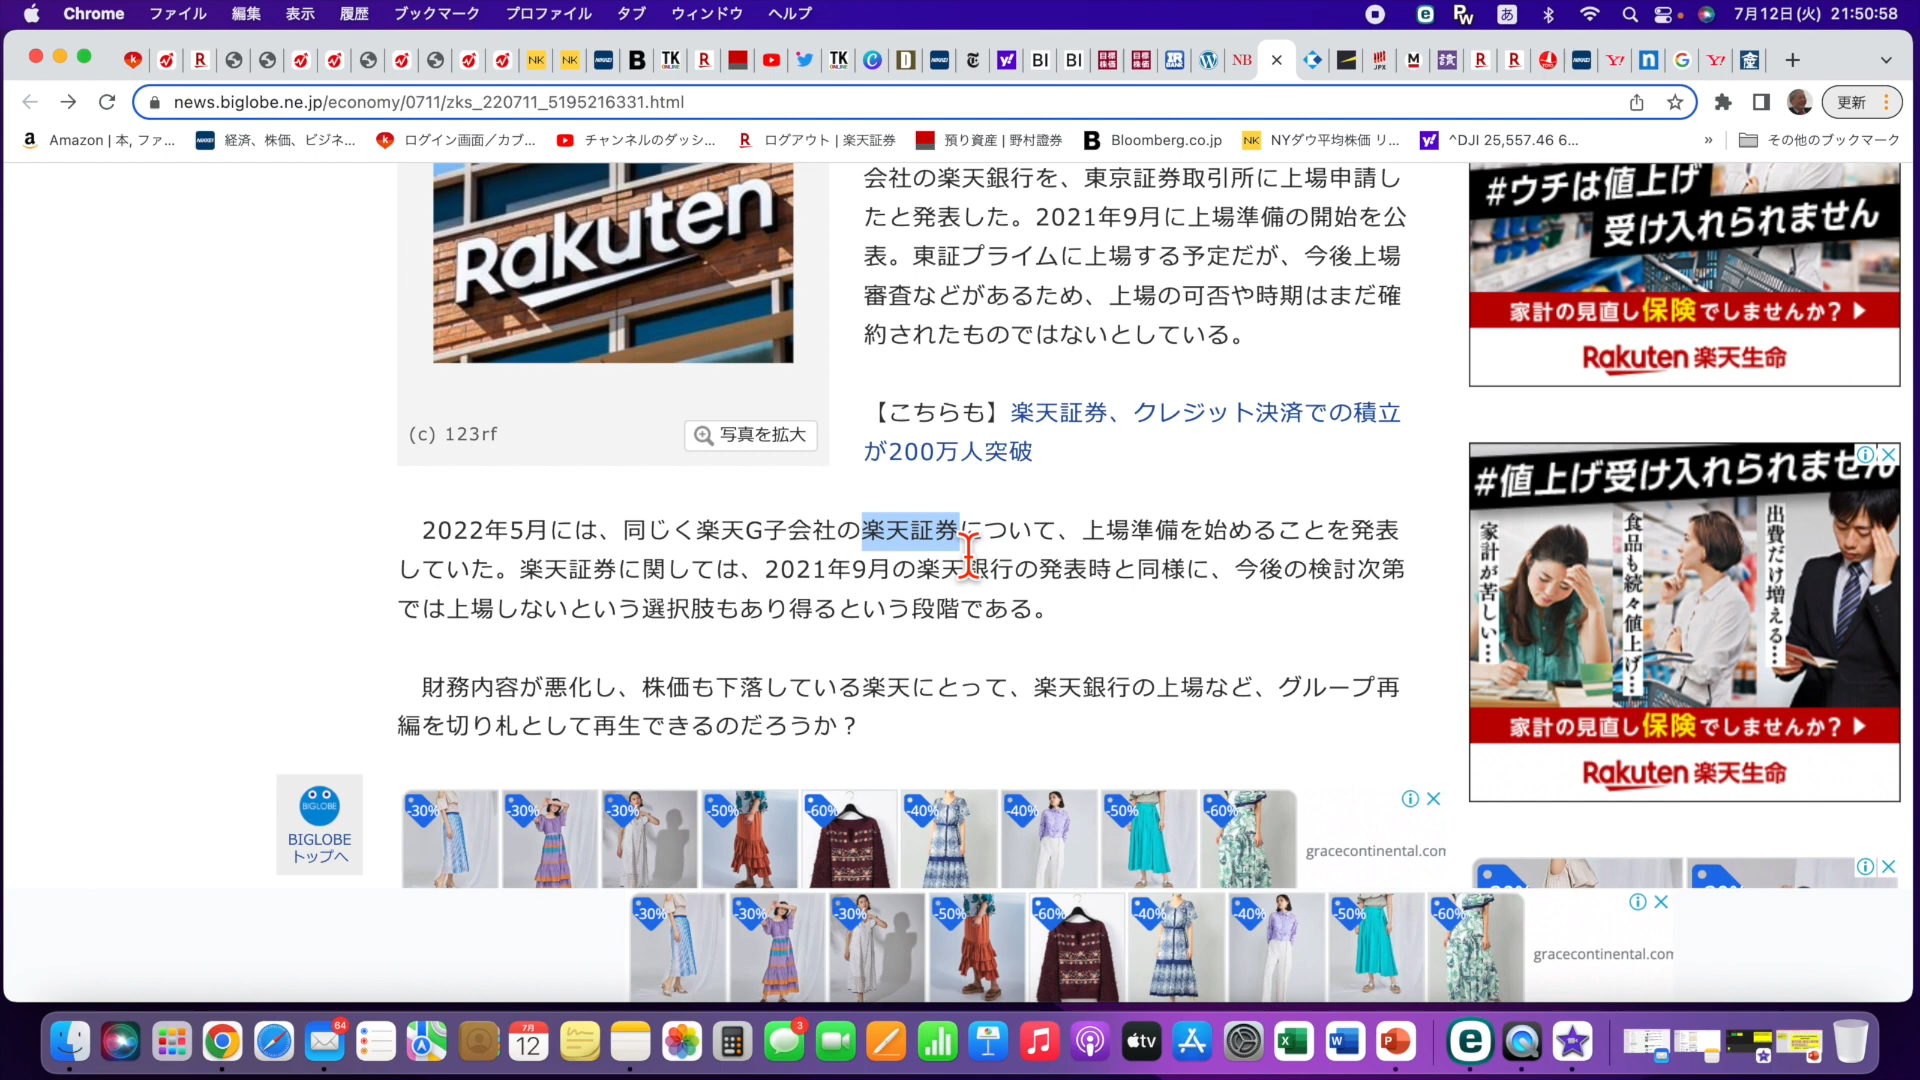 Chrome ファイル 編集 表示 履歴 ブックマーク プロファイル タブ ウィンドウ ヘルプ
あ 7月12日(火) 21:50:58
news.biglobe.ne.jp/economy/0711/zks_220711_5195216331.html
更新
Amazon | 本, ファ...
経済、株価、ビジネ...
ログイン画面／カブ...
チャンネルのダッシ...
ログアウト | 楽天証券
預り資産 | 野村證券
Bloomberg.co.jp
NYダウ平均株価 リ...
^DJI 25,557.46 6...
»
その他のブックマーク
Rakuten
(c) 123rf
写真を拡大
会社の楽天銀行を、東京証券取引所に上場申請し
たと発表した。2021年9月に上場準備の開始を公
表。東証プライムに上場する予定だが、今後上場
審査などがあるため、上場の可否や時期はまだ確
約されたものではないとしている。
【こちらも】楽天証券、クレジット決済での積立
が200万人突破
2022年5月には、同じく楽天G子会社の楽天証券について、上場準備を始めることを発表
していた。楽天証券に関しては、2021年9月の楽天銀行の発表時と同様に、今後の検討次第
では上場しないという選択肢もあり得るという段階である。
財務内容が悪化し、株価も下落している楽天にとって、楽天銀行の上場など、グループ再
編を切り札として再生できるのだろうか？
#ウチは値上げ
受け入れられません
家計の見直し保険でしませんか？
Rakuten 楽天生命
#値上げ受け入れられません
家計が苦しい…
食品も続々値上げ…
出費だけ増える…
家計の見直し保険でしませんか？
Rakuten 楽天生命
BIGLOBE
BIGLOBE
トップへ
-30% -30% -30% -50% -60% -40% -40% -50% -60%
gracecontinental.con
-30% -30% -30% -50% -60% -40% -40% -50% -60%
gracecontinental.con
64
7月
12
3
tv